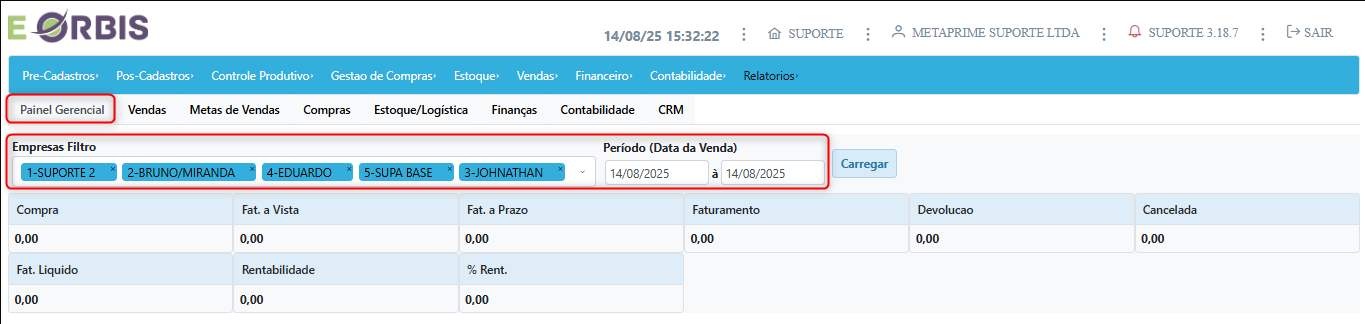 E ORBIS
14/08/25 15:32:22 ⋮ SUPORTE ⋮ METAPRIME SUPORTE LTDA ⋮ SUPORTE 3.18.7 ⋮ SAIR
Pre-Cadastros› Pos-Cadastros› Controle Produtivo› Gestao de Compras› Estoque› Vendas› Financeiro› Contabilidade› Relatorios›
Painel Gerencial Vendas Metas de Vendas Compras Estoque/Logística Finanças Contabilidade CRM
Empresas Filtro Período (Data da Venda)
1-SUPORTE 2 × 2-BRUNO/MIRANDA × 4-EDUARDO × 5-SUPA BASE × 3-JOHNATHAN × 14/08/2025 à 14/08/2025 Carregar
Compra Fat. a Vista Fat. a Prazo Faturamento Devolucao Cancelada
0,00 0,00 0,00 0,00 0,00 0,00
Fat. Liquido Rentabilidade % Rent.
0,00 0,00 0,00